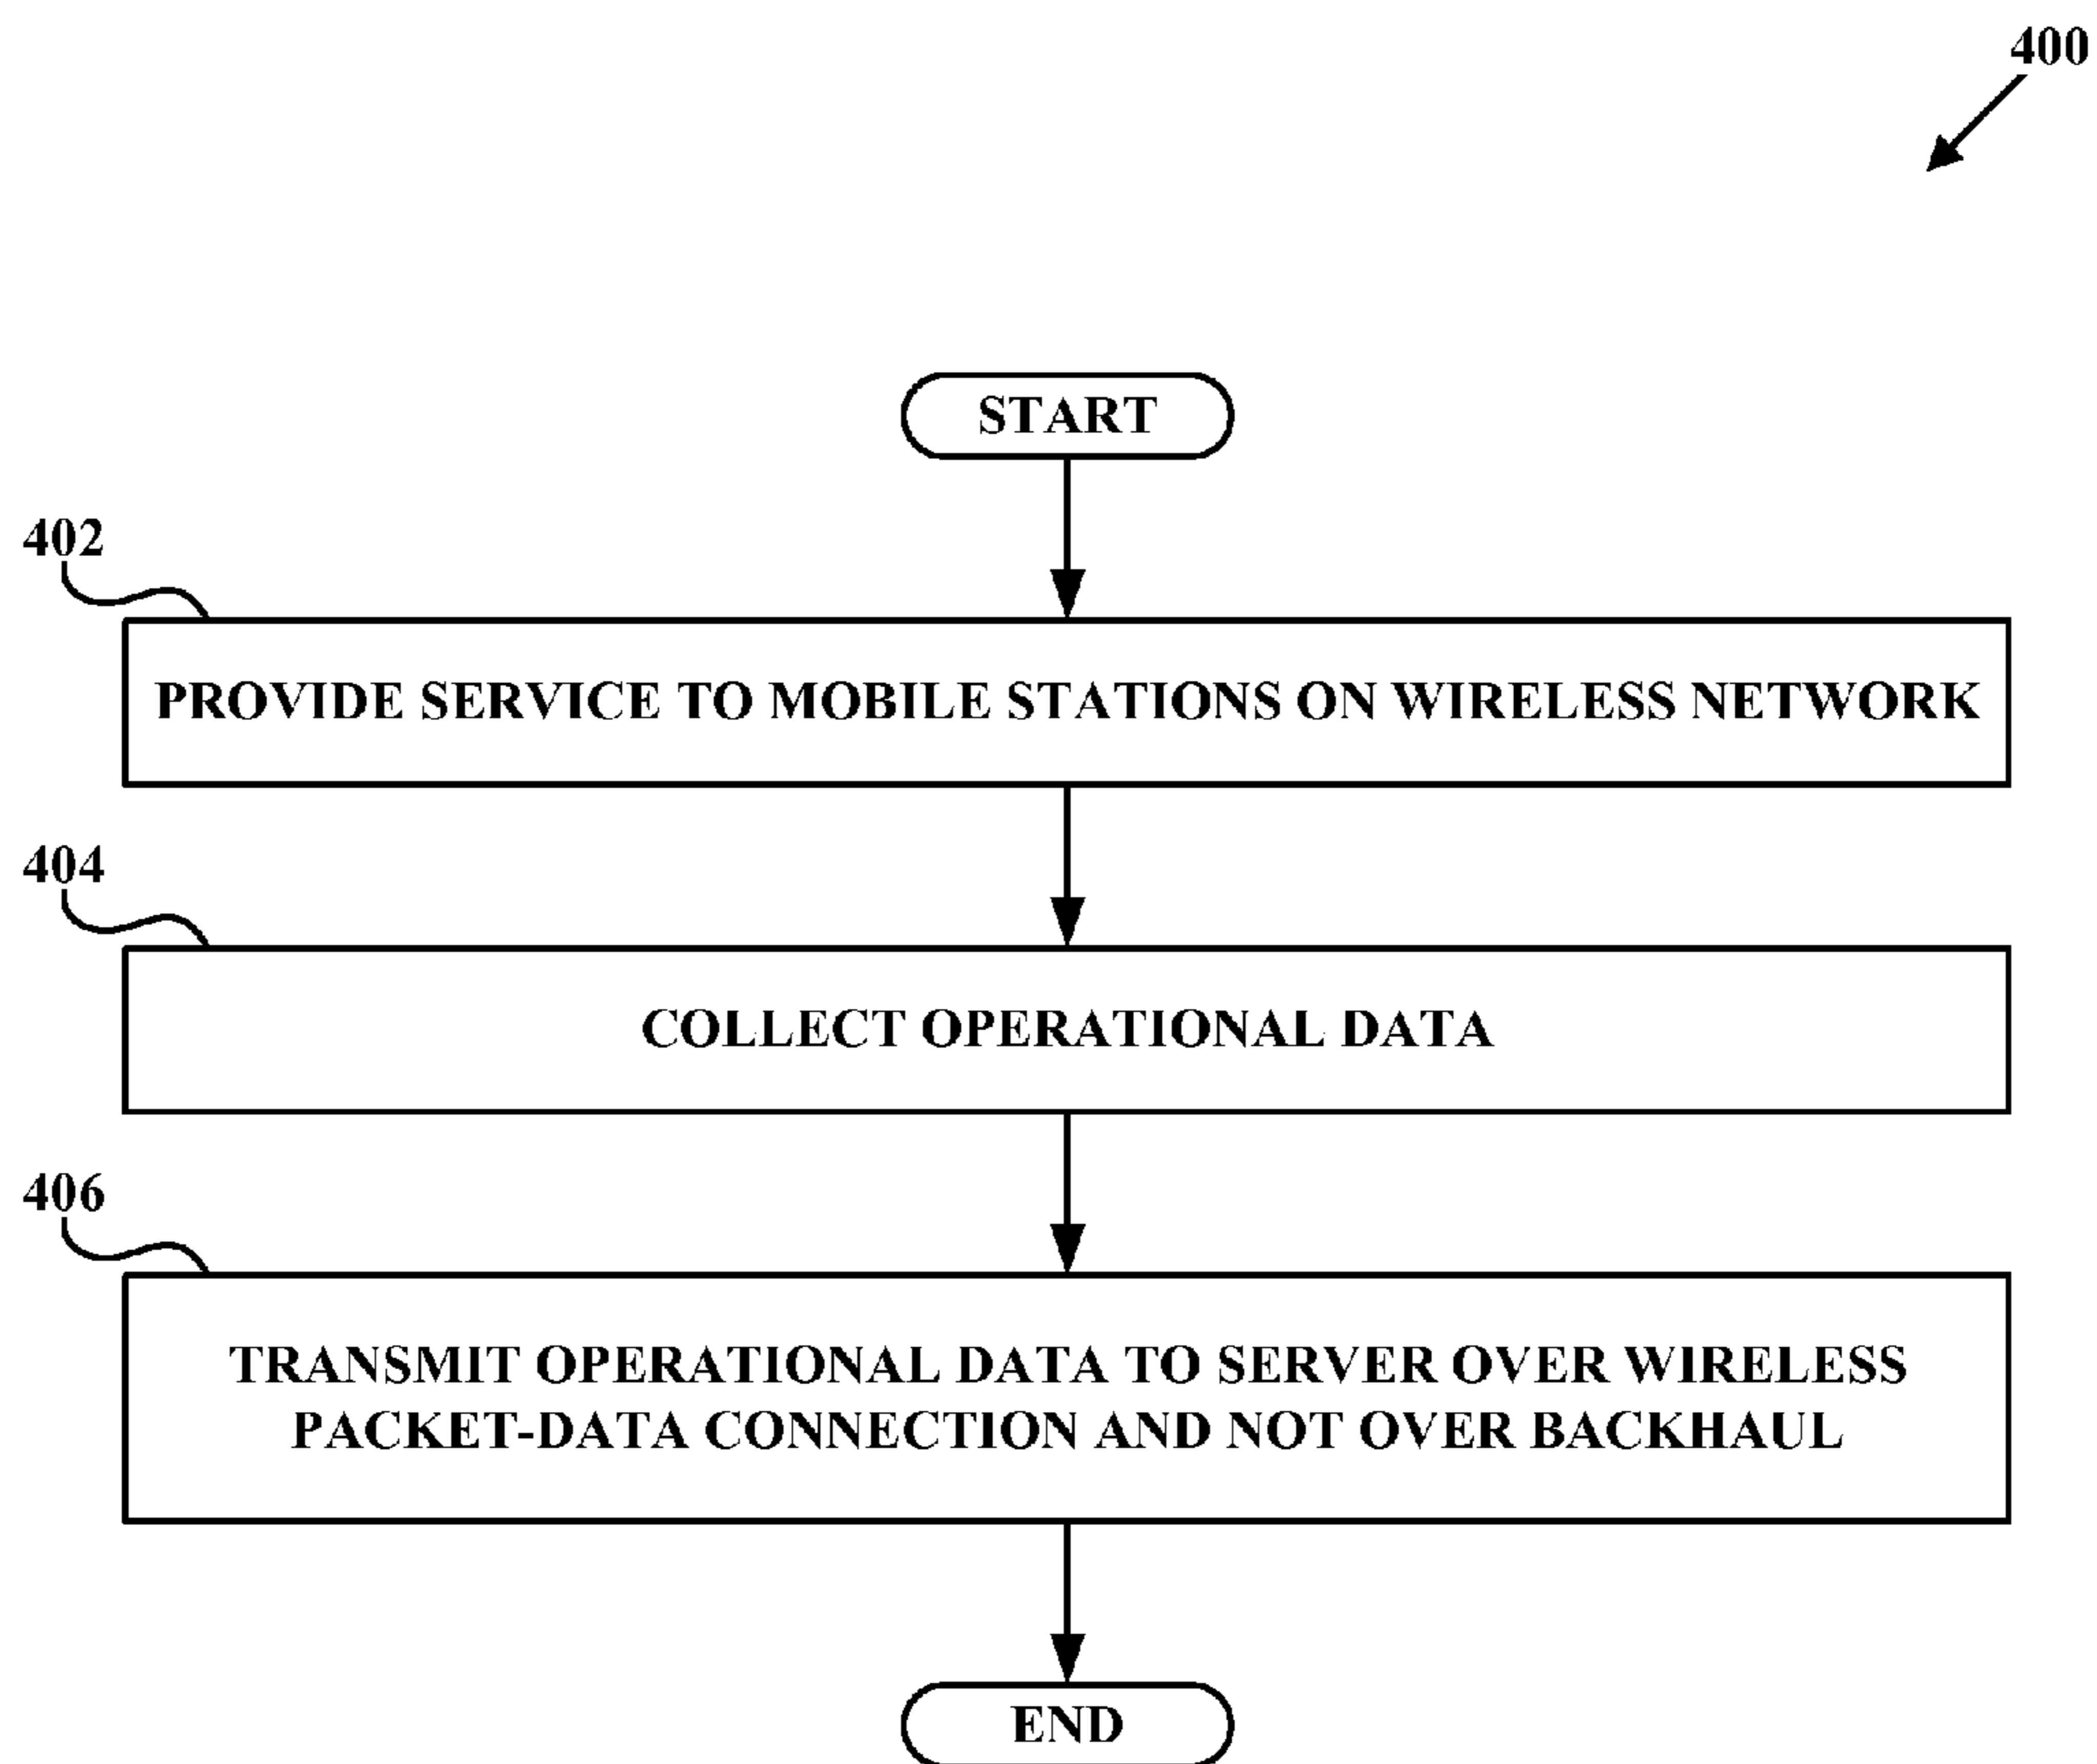 400
START
402
PROVIDE SERVICE TO MOBILE STATIONS ON WIRELESS NETWORK
404
COLLECT OPERATIONAL DATA
406
TRANSMIT OPERATIONAL DATA TO SERVER OVER WIRELESS
PACKET-DATA CONNECTION AND NOT OVER BACKHAUL
END